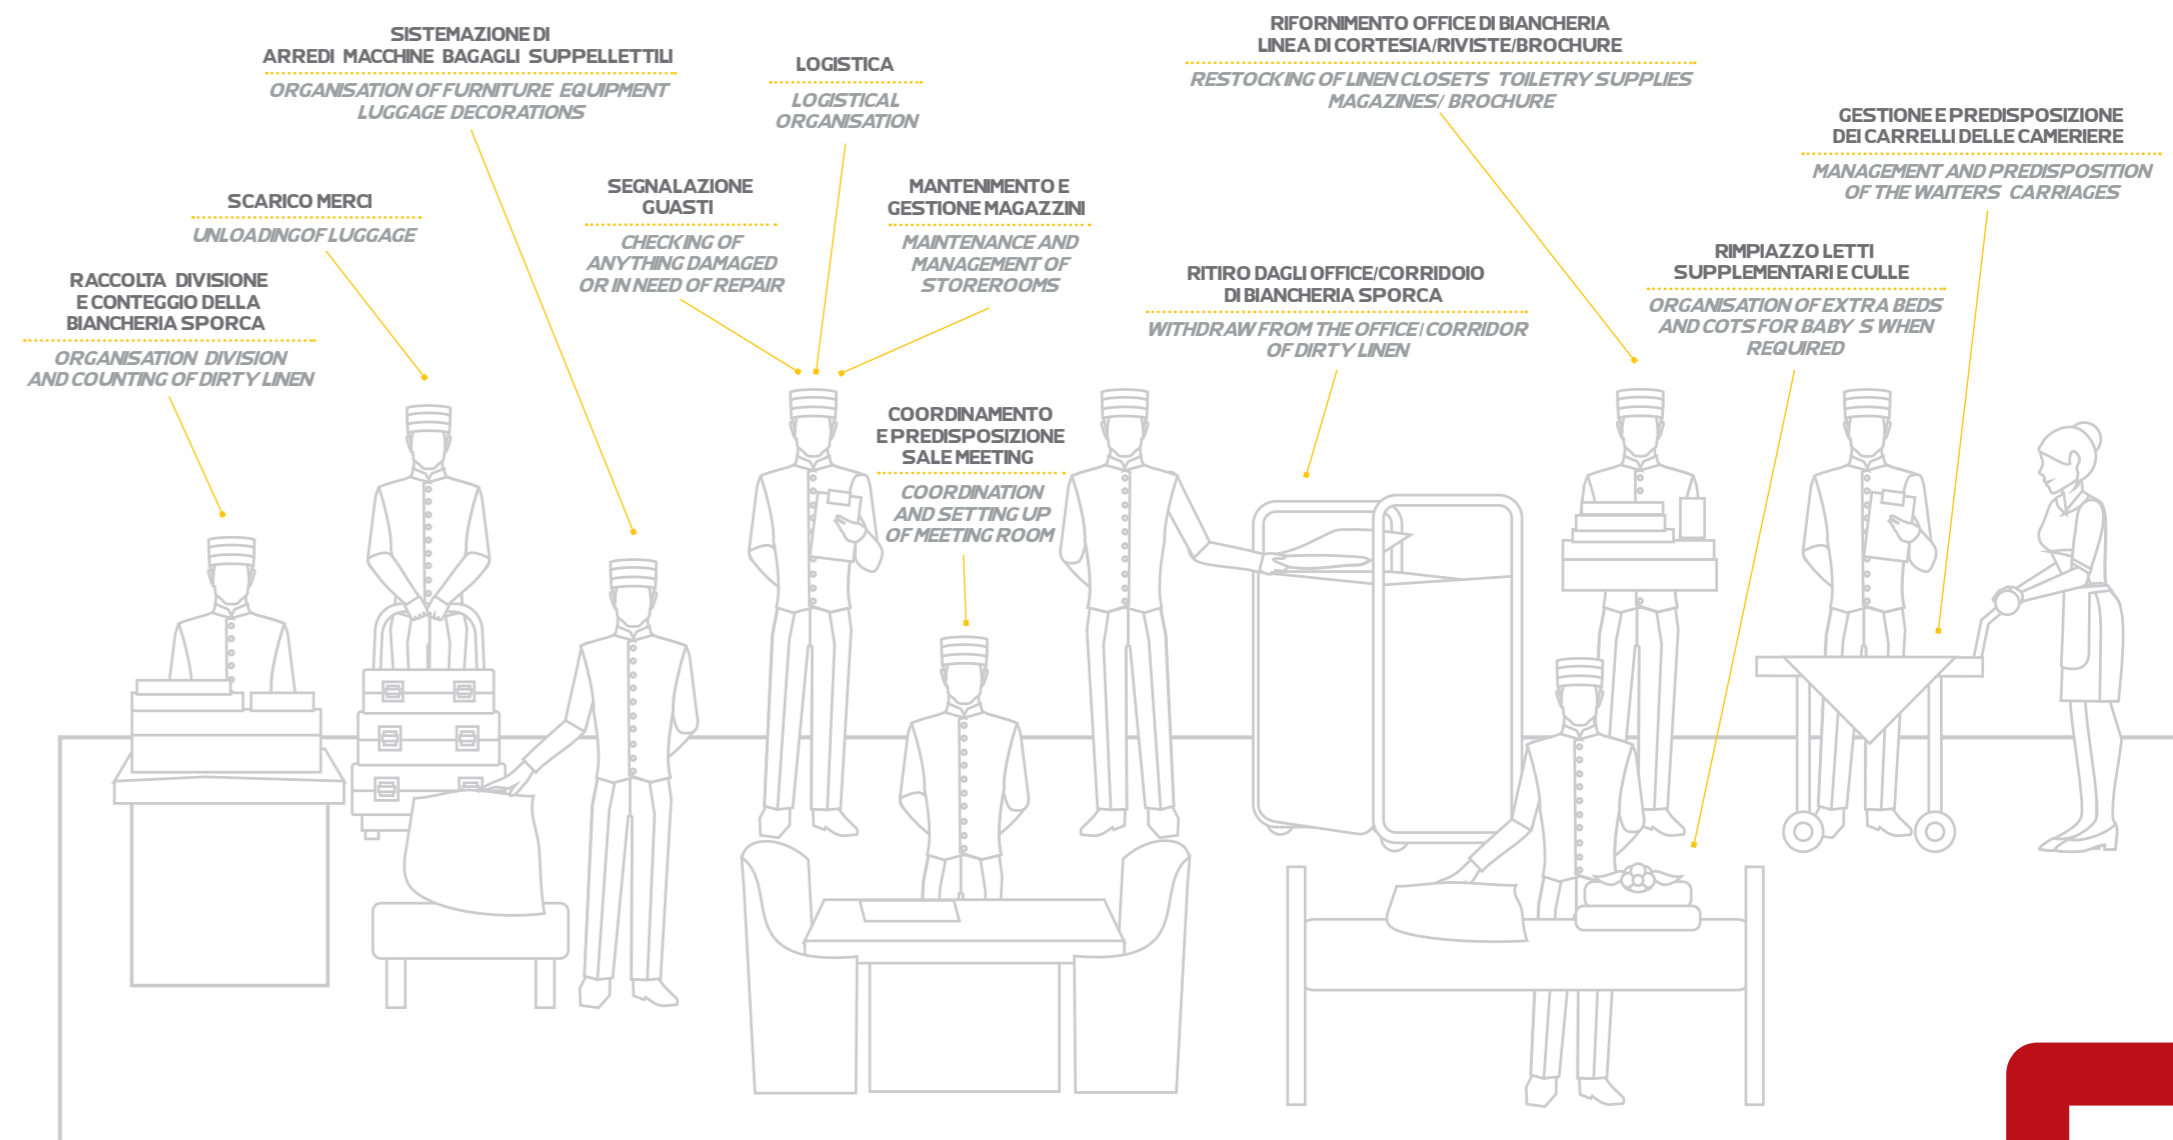 SISTEMAZIONE DI
ARREDI MACCHINE BAGAGLI SUPPELLETTILI
ORGANISATION OF FURNITURE EQUIPMENT
LUGGAGE DECORATIONS
LOGISTICA
LOGISTICAL
ORGANISATION
RIFORNIMENTO OFFICE DI BIANCHERIA
LINEA DI CORTESIA/RIVISTE/BROCHURE
RESTOCKING OF LINEN CLOSETS TOILETRY SUPPLIES
MAGAZINES/ BROCHURE
GESTIONE E PREDISPOSIZIONE
DEI CARRELLI DELLE CAMERIERE
MANAGEMENT AND PREDISPOSITION
OF THE WAITERS CARRIAGES
SCARICO MERCI
UNLOADING OF LUGGAGE
SEGNALAZIONE
GUASTI
CHECKING OF
ANYTHING DAMAGED
OR IN NEED OF REPAIR
MANTENIMENTO E
GESTIONE MAGAZZINI
MAINTENANCE AND
MANAGEMENT OF
STOREROOMS
RACCOLTA DIVISIONE
E CONTEGGIO DELLA
BIANCHERIA SPORCA
ORGANISATION DIVISION
AND COUNTING OF DIRTY LINEN
RITIRO DAGLI OFFICE/CORRIDOIO
DI BIANCHERIA SPORCA
WITHDRAW FROM THE OFFICE/CORRIDOR
OF DIRTY LINEN
RIMPIAZZO LETTI
SUPPLEMENTARI E CULLE
ORGANISATION OF EXTRA BEDS
AND COTS FOR BABY S WHEN
REQUIRED
COORDINAMENTO
E PREDISPOSIZIONE
SALE MEETING
COORDINATION
AND SETTING UP
OF MEETING ROOM